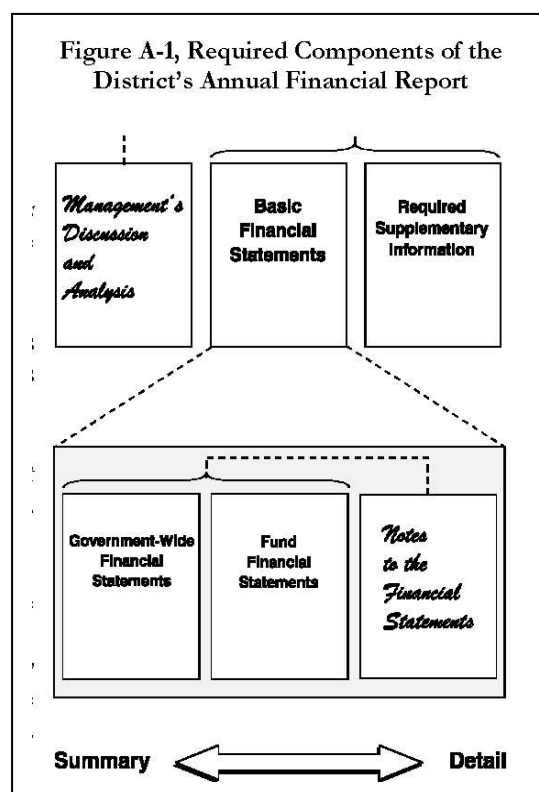 Figure A-1, Required Components of the
District's Annual Financial Report
Management's
Discussion
and
Analysis
Basic
Financial
Statements
Required
Supplementary
Information
Government-Wide
Financial
Statements
Fund
Financial
Statements
Notes
to the
Financial
Statements
Summary
Detail